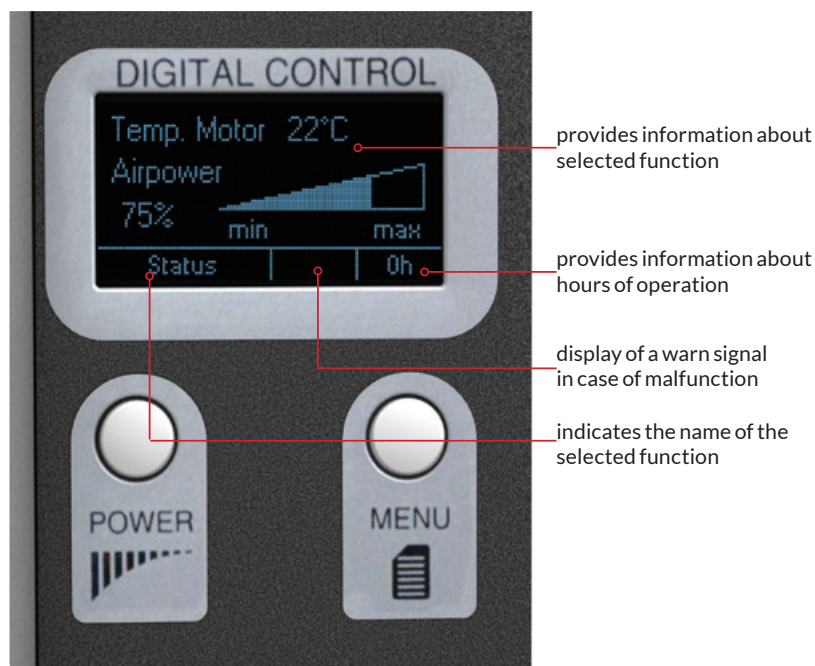 DIGITAL CONTROL
Temp. Motor 22°C
Airpower
75%
min
max
Status
0h
POWER
MENU
provides information about
selected function
provides information about
hours of operation
display of a warn signal
in case of malfunction
indicates the name of the
selected function